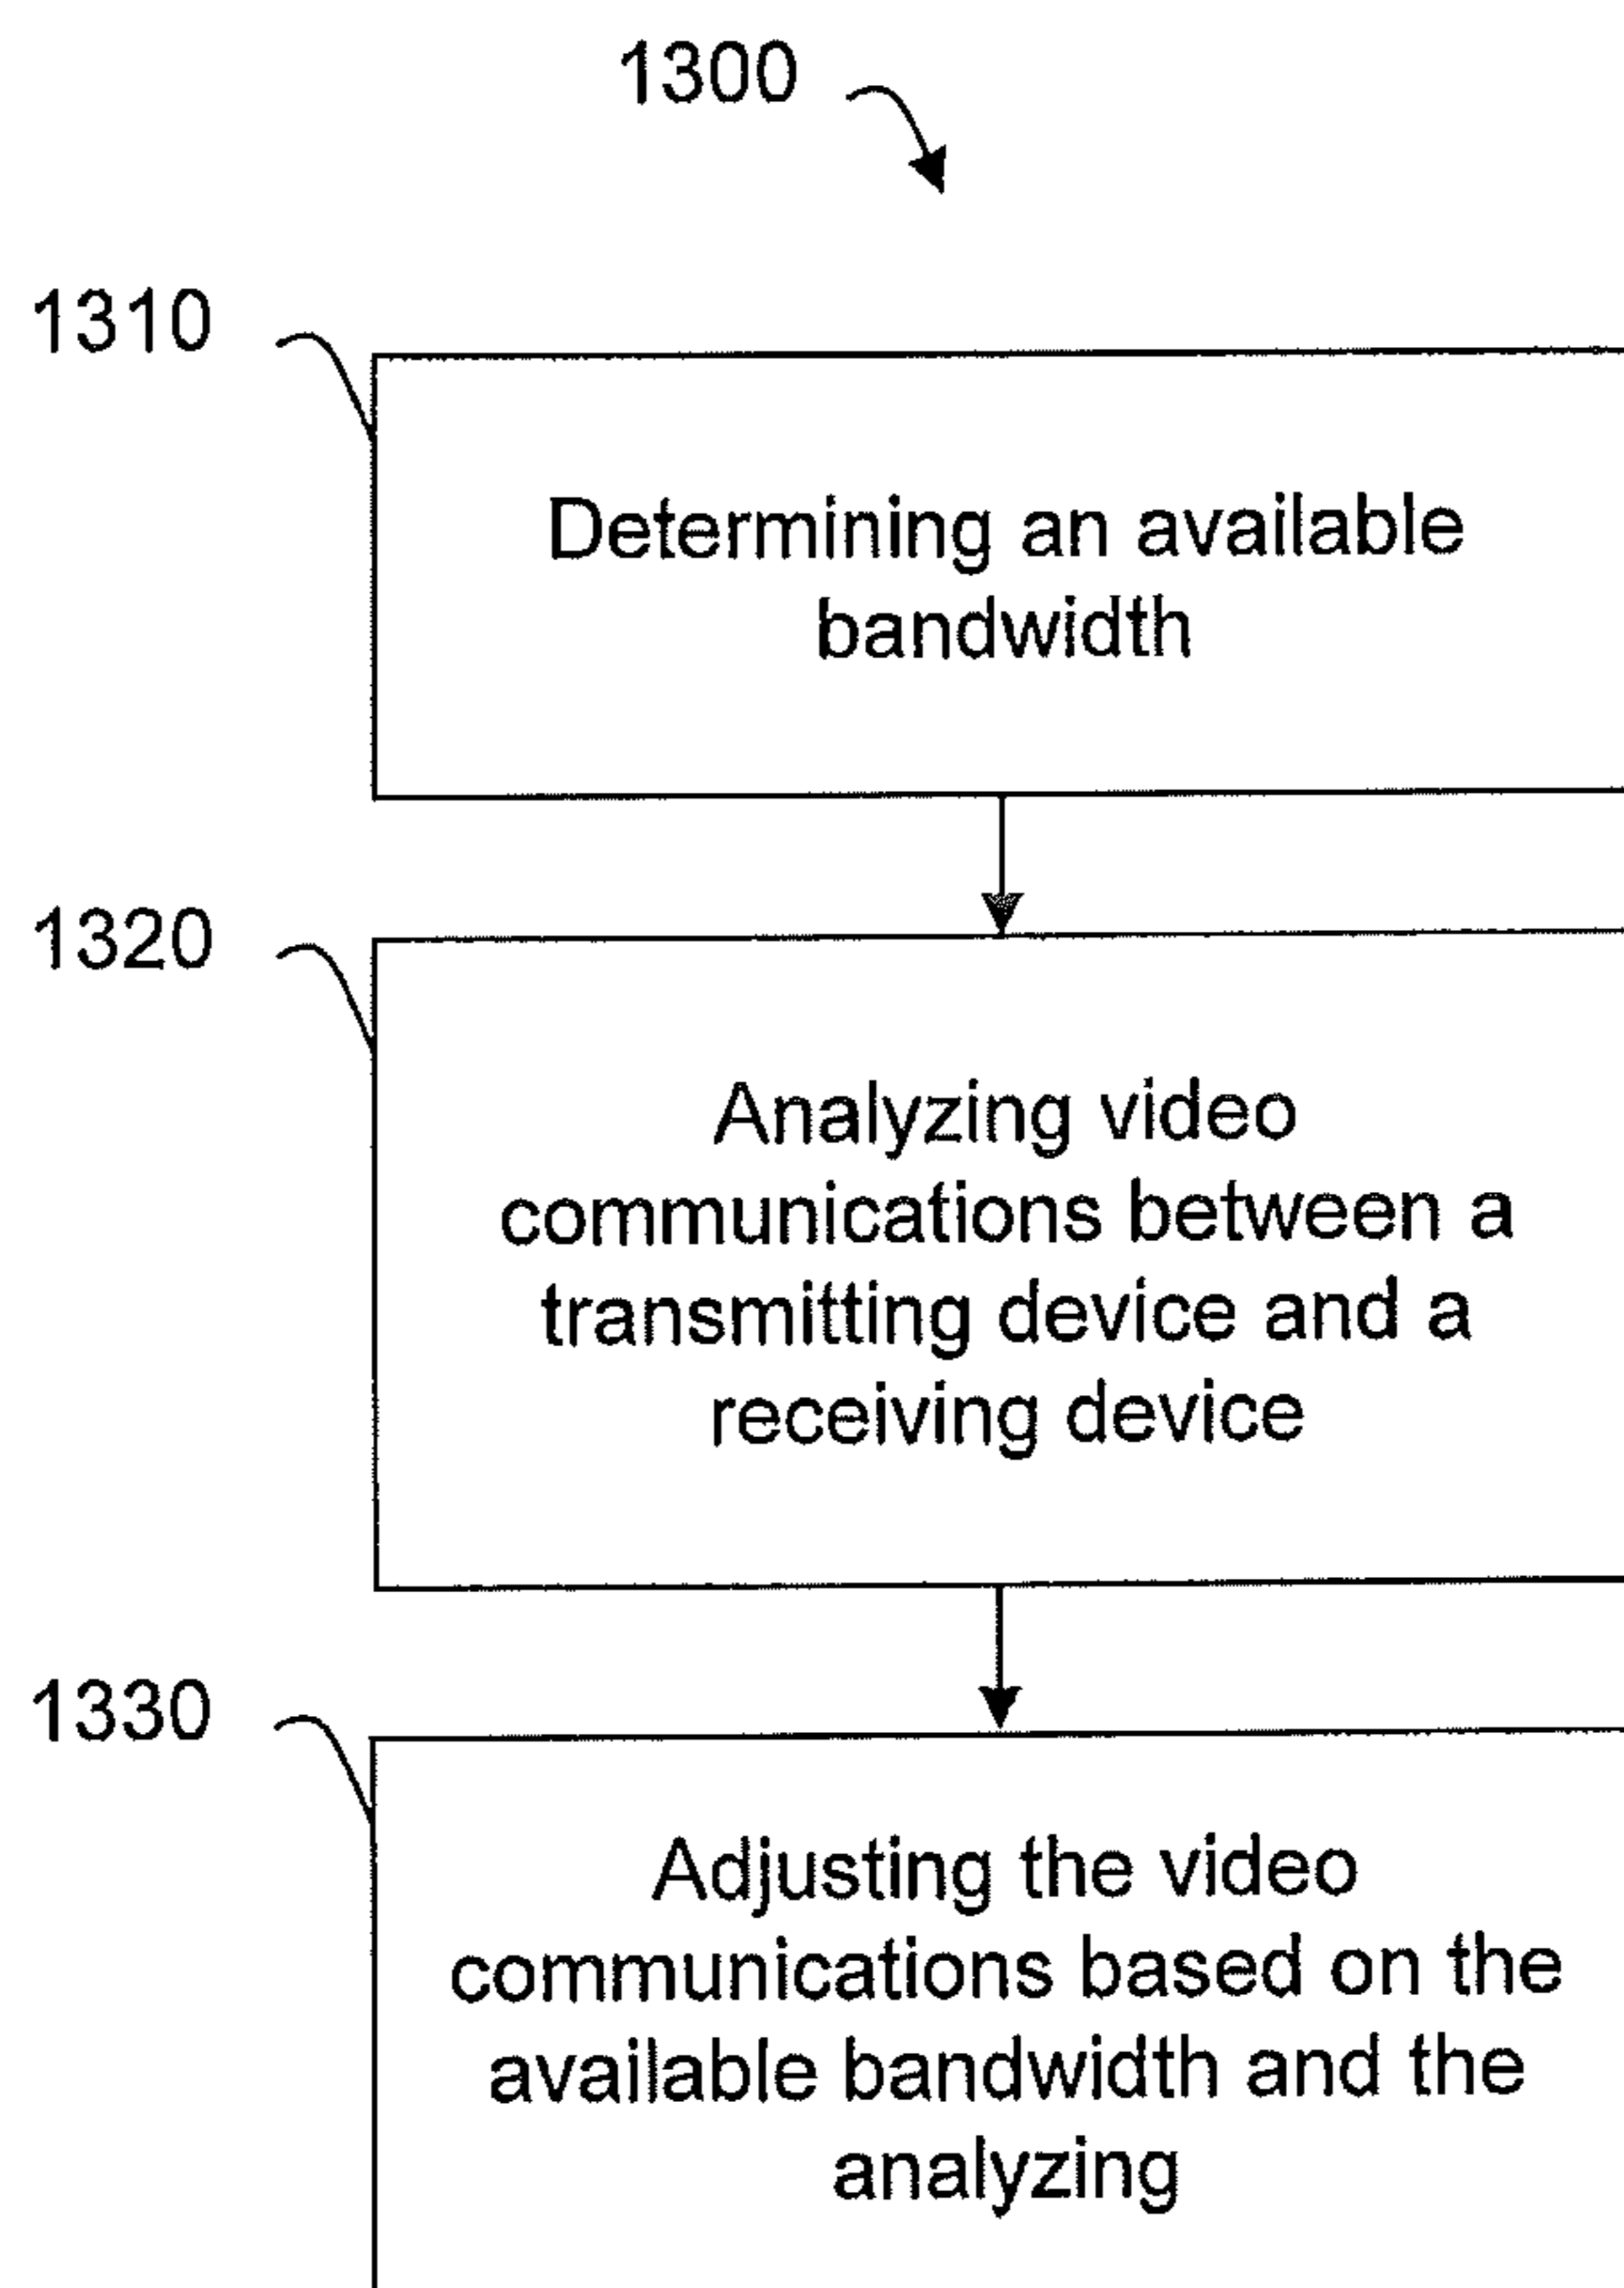 1300
1310
Determining an available
bandwidth
1320
Analyzing video
communications between a
transmitting device and a
receiving device
1330
Adjusting the video
communications based on the
available bandwidth and the
analyzing